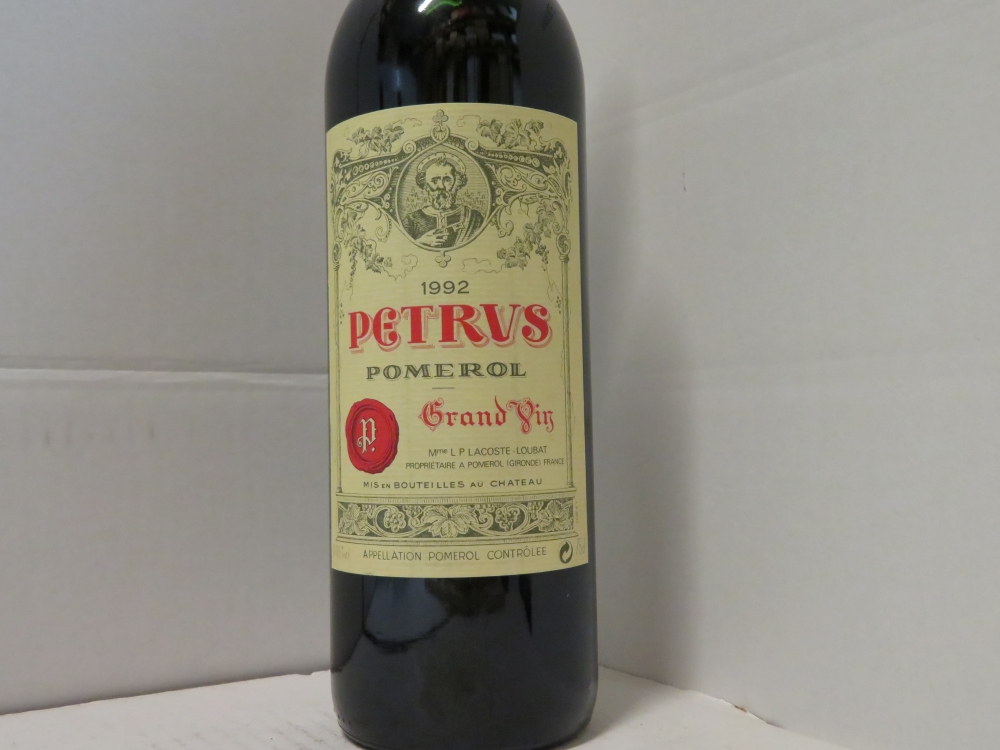 1992
PETRVS
POMEROL
Grand Vin
P.
Mme L P LACOSTE-LOUBAT
PROPRIÉTAIRE A POMEROL (GIRONDE) FRANCE
MIS EN BOUTEILLES AU CHATEAU
APPELLATION POMEROL CONTRÔLÉE